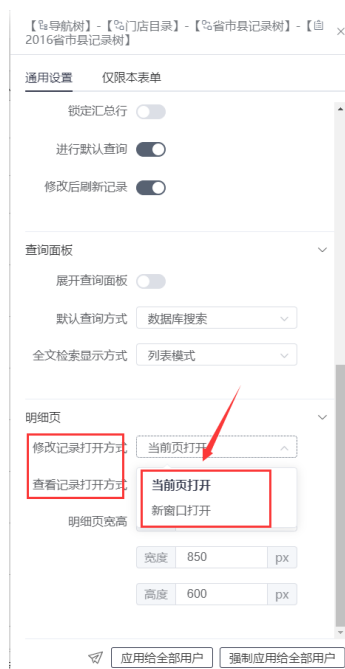 【导航树】-【门店目录】-【省市县记录树】-【
2016省市县记录树】
通用设置 仅限本表单
锁定汇总行
进行默认查询
修改后刷新记录
查询面板
展开查询面板
默认查询方式 数据库搜索
全文检索显示方式 列表模式
明细页
修改记录打开方式 当前页打开
查看记录打开方式 当前页打开
新窗口打开
明细页宽高
宽度 850 px
高度 600 px
应用给全部用户 强制应用给全部用户